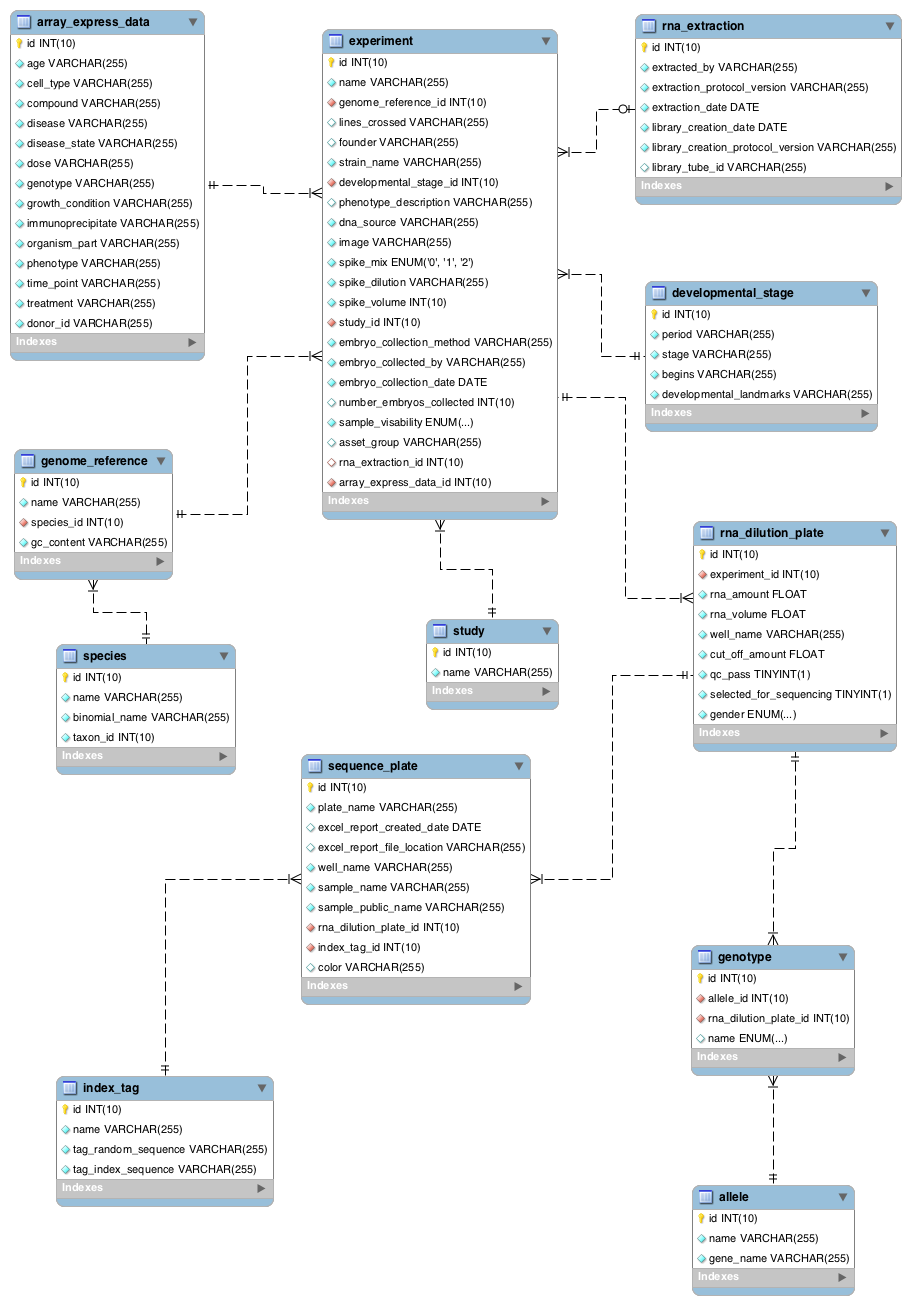 array_express_data
id INT(10)
age VARCHAR(255)
cell_type VARCHAR(255)
compound VARCHAR(255)
disease VARCHAR(255)
disease_state VARCHAR(255)
dose VARCHAR(255)
genotype VARCHAR(255)
growth_condition VARCHAR(255)
immunoprecipitate VARCHAR(255)
organism_part VARCHAR(255)
phenotype VARCHAR(255)
time_point VARCHAR(255)
treatment VARCHAR(255)
donor_id VARCHAR(255)
Indexes
experiment
id INT(10)
name VARCHAR(255)
genome_reference_id INT(10)
lines_crossed VARCHAR(255)
founder VARCHAR(255)
strain_name VARCHAR(255)
developmental_stage_id INT(10)
phenotype_description VARCHAR(255)
dna_source VARCHAR(255)
image VARCHAR(255)
spike_mix ENUM('0', '1', '2')
spike_dilution VARCHAR(255)
spike_volume INT(10)
study_id INT(10)
embryo_collection_method VARCHAR(255)
embryo_collected_by VARCHAR(255)
embryo_collection_date DATE
number_embryos_collected INT(10)
sample_visability ENUM(...)
asset_group VARCHAR(255)
rna_extraction_id INT(10)
array_express_data_id INT(10)
Indexes
rna_extraction
id INT(10)
extracted_by VARCHAR(255)
extraction_protocol_version VARCHAR(255)
extraction_date DATE
library_creation_date DATE
library_creation_protocol_version VARCHAR(255)
library_tube_id VARCHAR(255)
Indexes
developmental_stage
id INT(10)
period VARCHAR(255)
stage VARCHAR(255)
begins VARCHAR(255)
developmental_landmarks VARCHAR(255)
Indexes
genome_reference
id INT(10)
name VARCHAR(255)
species_id INT(10)
gc_content VARCHAR(255)
Indexes
rna_dilution_plate
id INT(10)
experiment_id INT(10)
rna_amount FLOAT
rna_volume FLOAT
well_name VARCHAR(255)
cut_off_amount FLOAT
qc_pass TINYINT(1)
selected_for_sequencing TINYINT(1)
gender ENUM(...)
Indexes
species
id INT(10)
name VARCHAR(255)
binomial_name VARCHAR(255)
taxon_id INT(10)
Indexes
study
id INT(10)
name VARCHAR(255)
Indexes
sequence_plate
id INT(10)
plate_name VARCHAR(255)
excel_report_created_date DATE
excel_report_file_location VARCHAR(255)
well_name VARCHAR(255)
sample_name VARCHAR(255)
sample_public_name VARCHAR(255)
rna_dilution_plate_id INT(10)
index_tag_id INT(10)
color VARCHAR(255)
Indexes
genotype
id INT(10)
allele_id INT(10)
rna_dilution_plate_id INT(10)
name ENUM(...)
Indexes
index_tag
id INT(10)
name VARCHAR(255)
tag_random_sequence VARCHAR(255)
tag_index_sequence VARCHAR(255)
Indexes
allele
id INT(10)
name VARCHAR(255)
gene_name VARCHAR(255)
Indexes